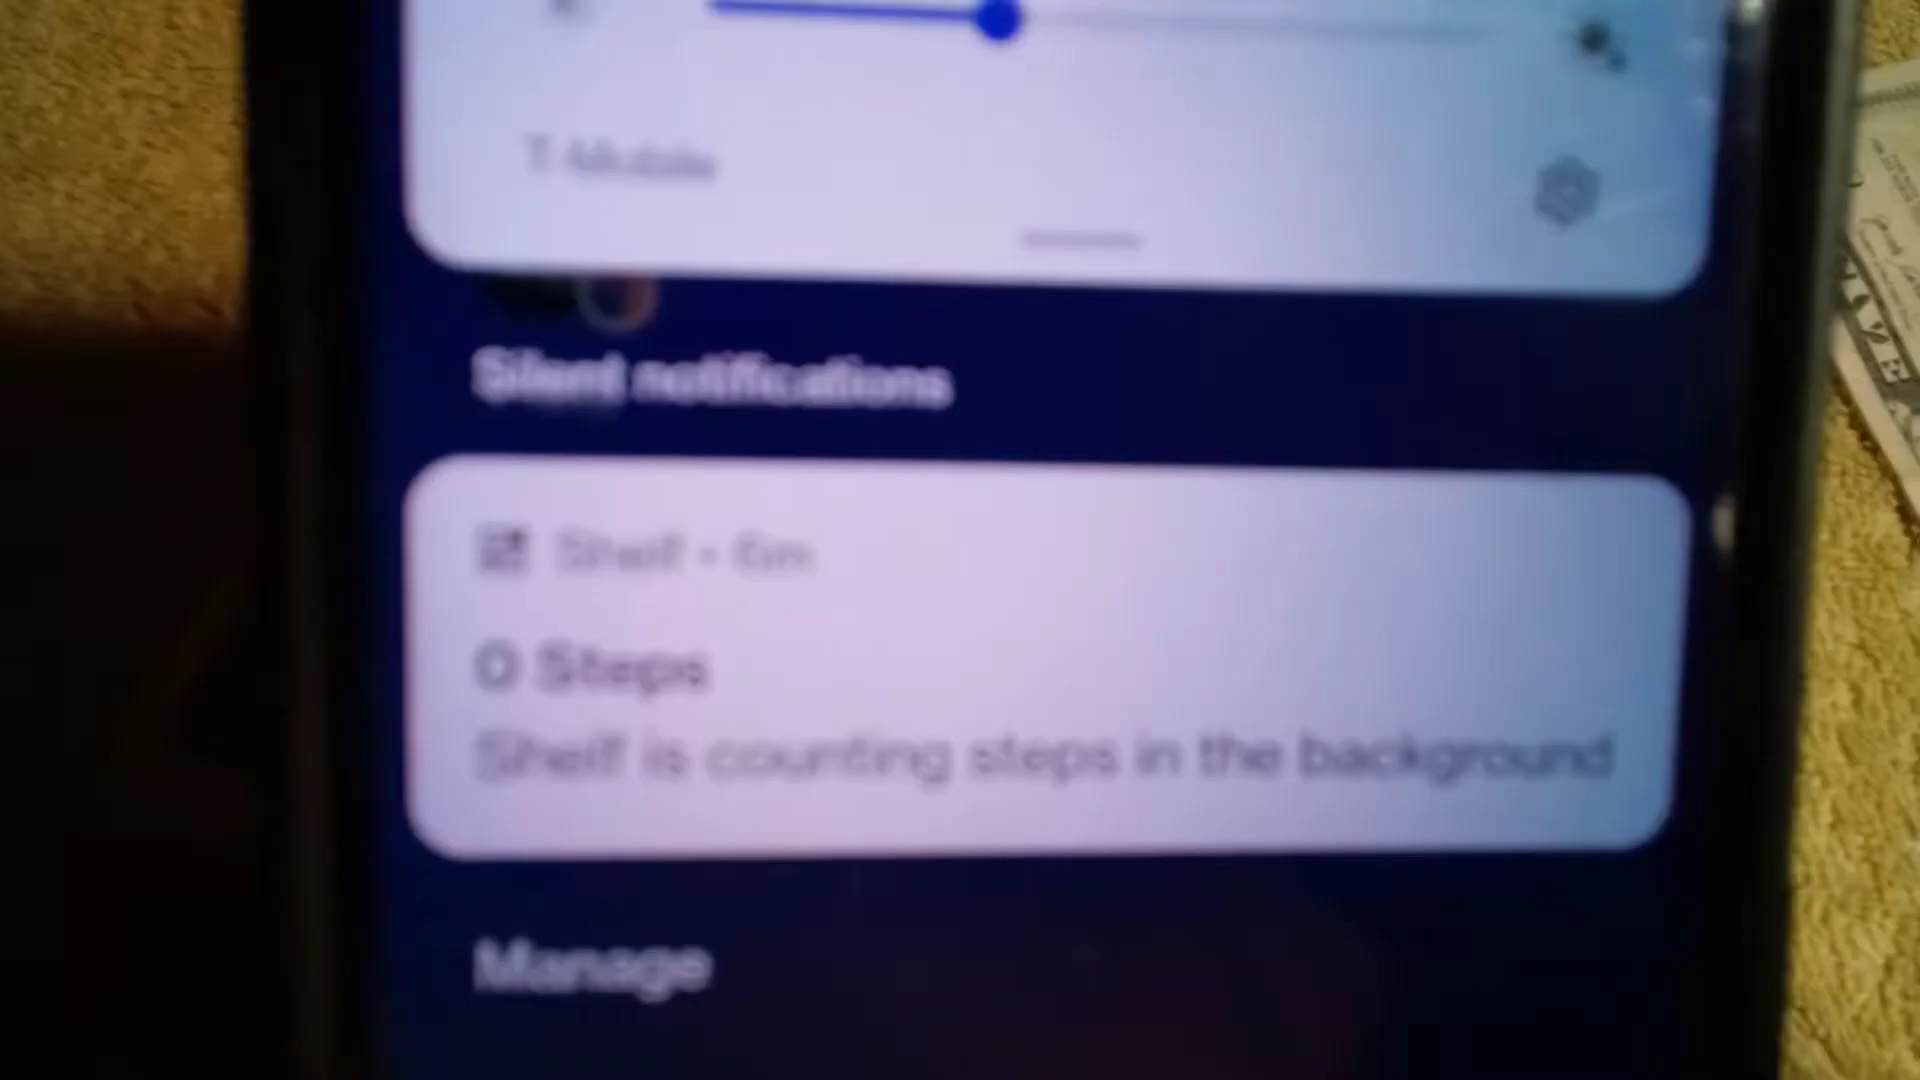 T-Mobile
Silent notifications
Shelf • 6m
0 Steps
Shelf is counting steps in the background
Manage